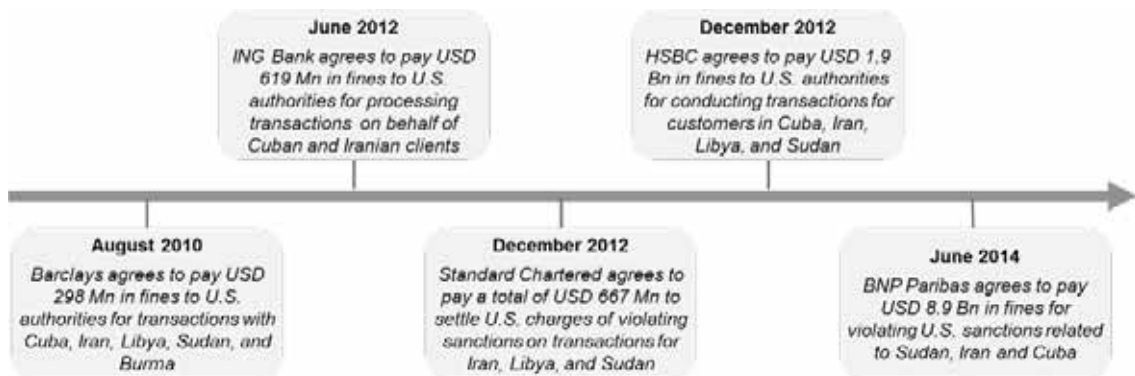 June 2012
ING Bank agrees to pay USD
619 Mn in fines to U.S.
authorities for processing
transactions on behalf of
Cuban and Iranian clients
December 2012
HSBC agrees to pay USD 1.9
Bn in fines to U.S. authorities
for conducting transactions for
customers in Cuba, Iran,
Libya, and Sudan
August 2010
Barclays agrees to pay USD
298 Mn in fines to U.S.
authorities for transactions with
Cuba, Iran, Libya, Sudan, and
Burma
December 2012
Standard Chartered agrees to
pay a total of USD 667 Mn to
settle U.S. charges of violating
sanctions on transactions for
Iran, Libya, and Sudan
June 2014
BNP Paribas agrees to pay
USD 8.9 Bn in fines for
violating U.S. sanctions related
to Sudan, Iran and Cuba